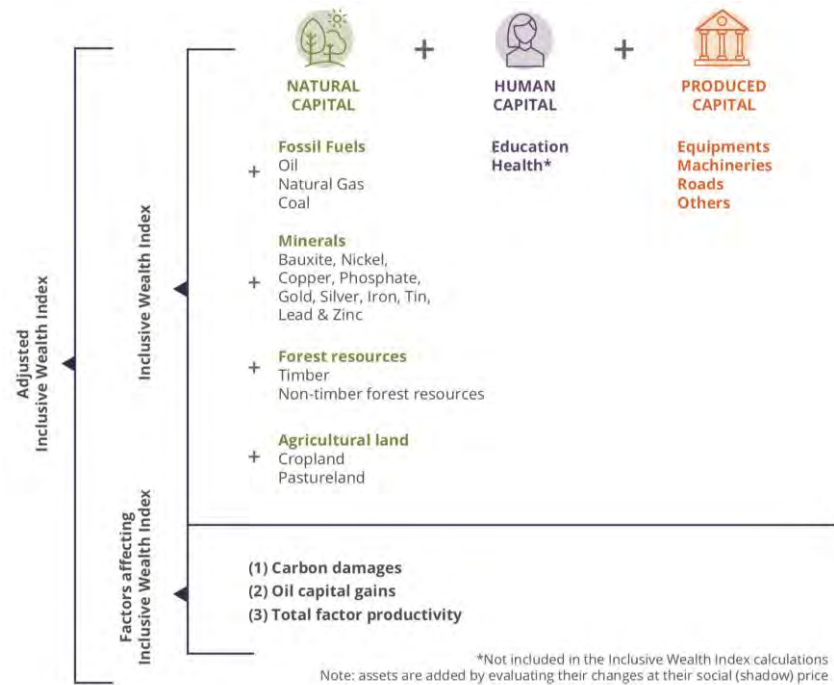 Adjusted
Inclusive Wealth Index
Inclusive Wealth Index
Factors affecting
Inclusive Wealth Index
+
+
NATURAL
CAPITAL
HUMAN
CAPITAL
PRODUCED
CAPITAL
+
Fossil Fuels
Oil
Natural Gas
Coal
Education
Health*
Equipments
Machineries
Roads
Others
+
Minerals
Bauxite, Nickel,
Copper, Phosphate,
Gold, Silver, Iron, Tin,
Lead & Zinc
+
Forest resources
Timber
Non-timber forest resources
+
Agricultural land
Cropland
Pastureland
(1) Carbon damages
(2) Oil capital gains
(3) Total factor productivity
*Not included in the Inclusive Wealth Index calculations
Note: assets are added by evaluating their changes at their social (shadow) price